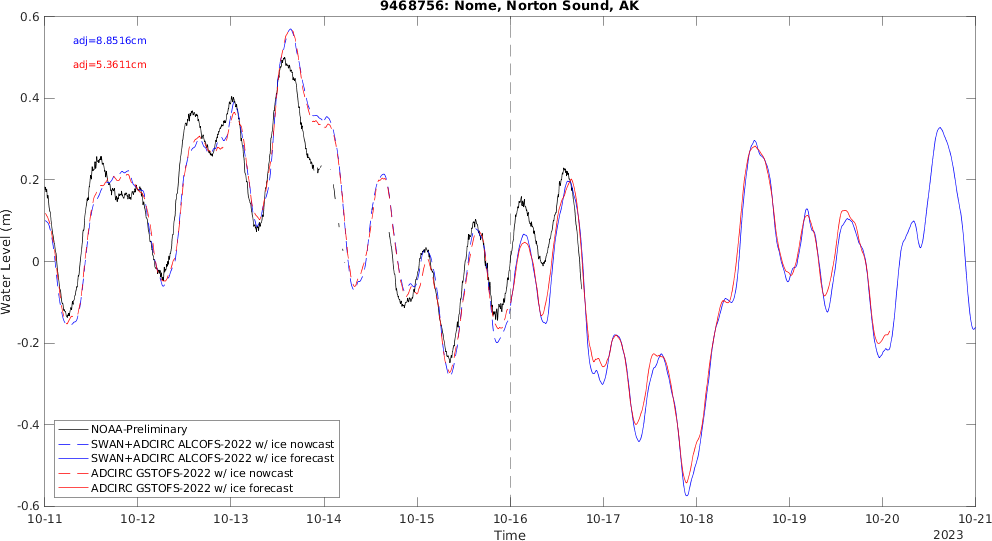 9468756: Nome, Norton Sound, AK
adj=8.8516cm
adj=5.3611cm
Water Level (m)
0.6
0.4
0.2
0
-0.2
-0.4
-0.6
NOAA-Preliminary
SWAN+ADCIRC ALCOFS-2022 w/ ice nowcast
SWAN+ADCIRC ALCOFS-2022 w/ ice forecast
ADCIRC GSTOFS-2022 w/ ice nowcast
ADCIRC GSTOFS-2022 w/ ice forecast
10-11 10-12 10-13 10-14 10-15 10-16 10-17 10-18 10-19 10-20 10-21
Time
2023